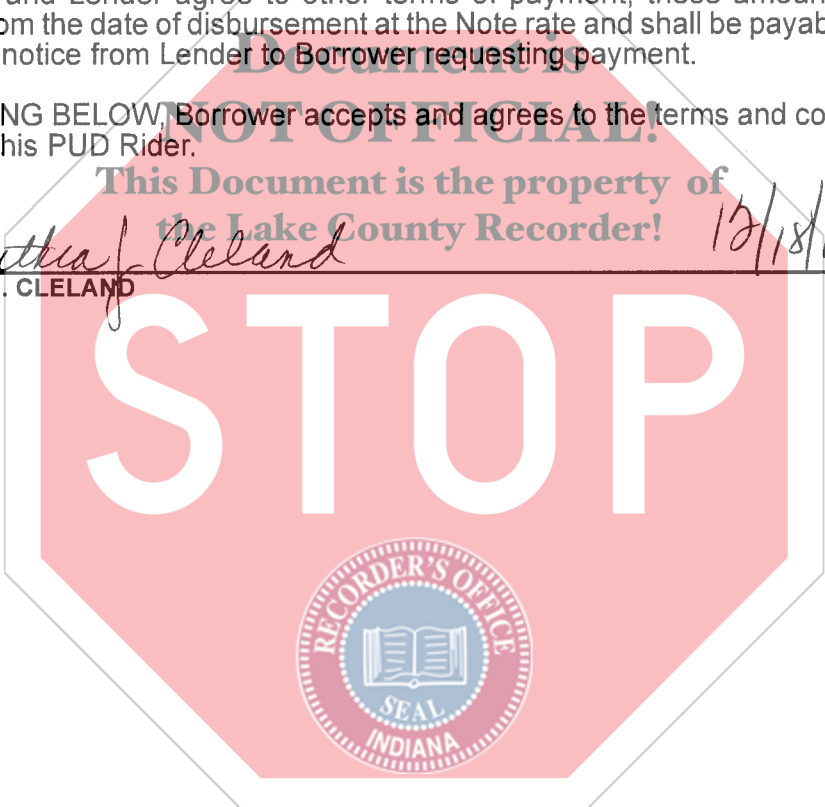 and Lender agree to other terms of payment, these amoun
om the date of disbursement at the Note rate and shall be payab
notice from Lender to Borrower requesting payment.
Document is
NG BELOW, Borrower accepts and agrees to the terms and co
NOT OFFICIAL!
his PUD Rider.
This Document is the property of
the Lake County Recorder!
thia J. Cleland 12/18/
. CLELAND
STOP
RECORDER'S OFFICE
SEAL
INDIANA